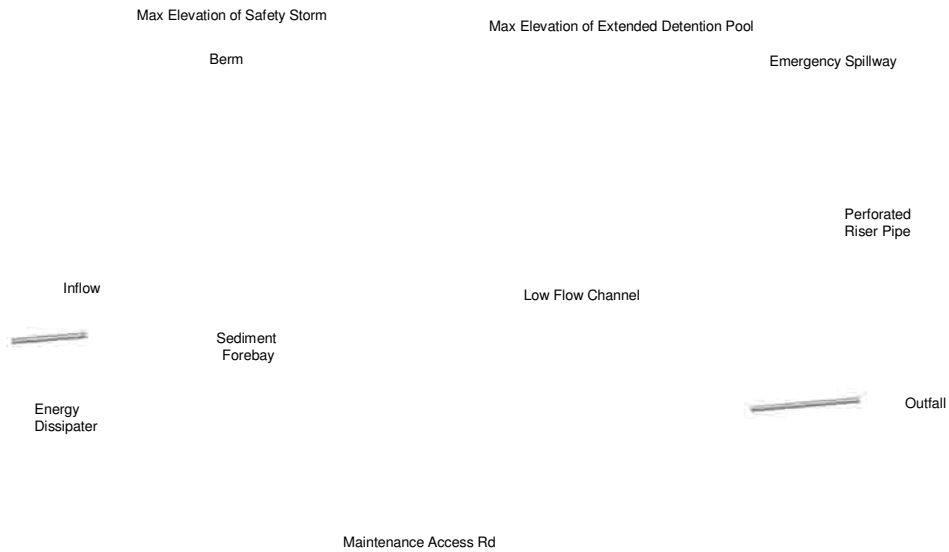 Max Elevation of Safety Storm
Max Elevation of Extended Detention Pool
Berm
Emergency Spillway
Perforated
Riser Pipe
Inflow
Low Flow Channel
Sediment
Forebay
Energy
Dissipater
Outfall
Maintenance Access Rd